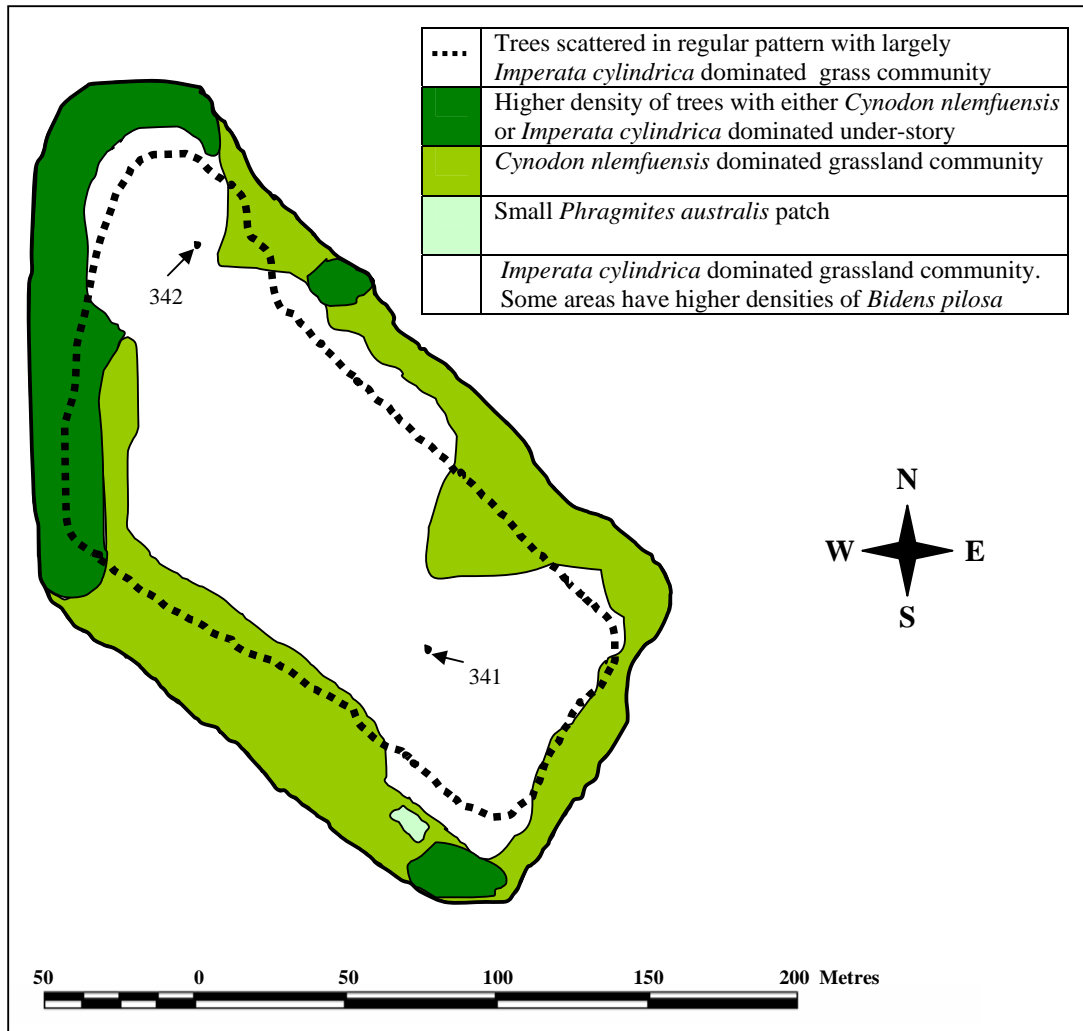 Trees scattered in regular pattern with largely
Imperata cylindrica dominated grass community
Higher density of trees with either Cynodon nlemfuensis
or Imperata cylindrica dominated under-story
Cynodon nlemfuensis dominated grassland community
Small Phragmites australis patch
Imperata cylindrica dominated grassland community.
Some areas have higher densities of Bidens pilosa
342
N
W E
S
341
50 0 50 100 150 200 Metres